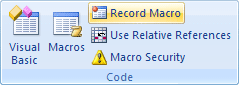 Visual
Basic
Macros
Record Macro
Use Relative References
Macro Security
Code